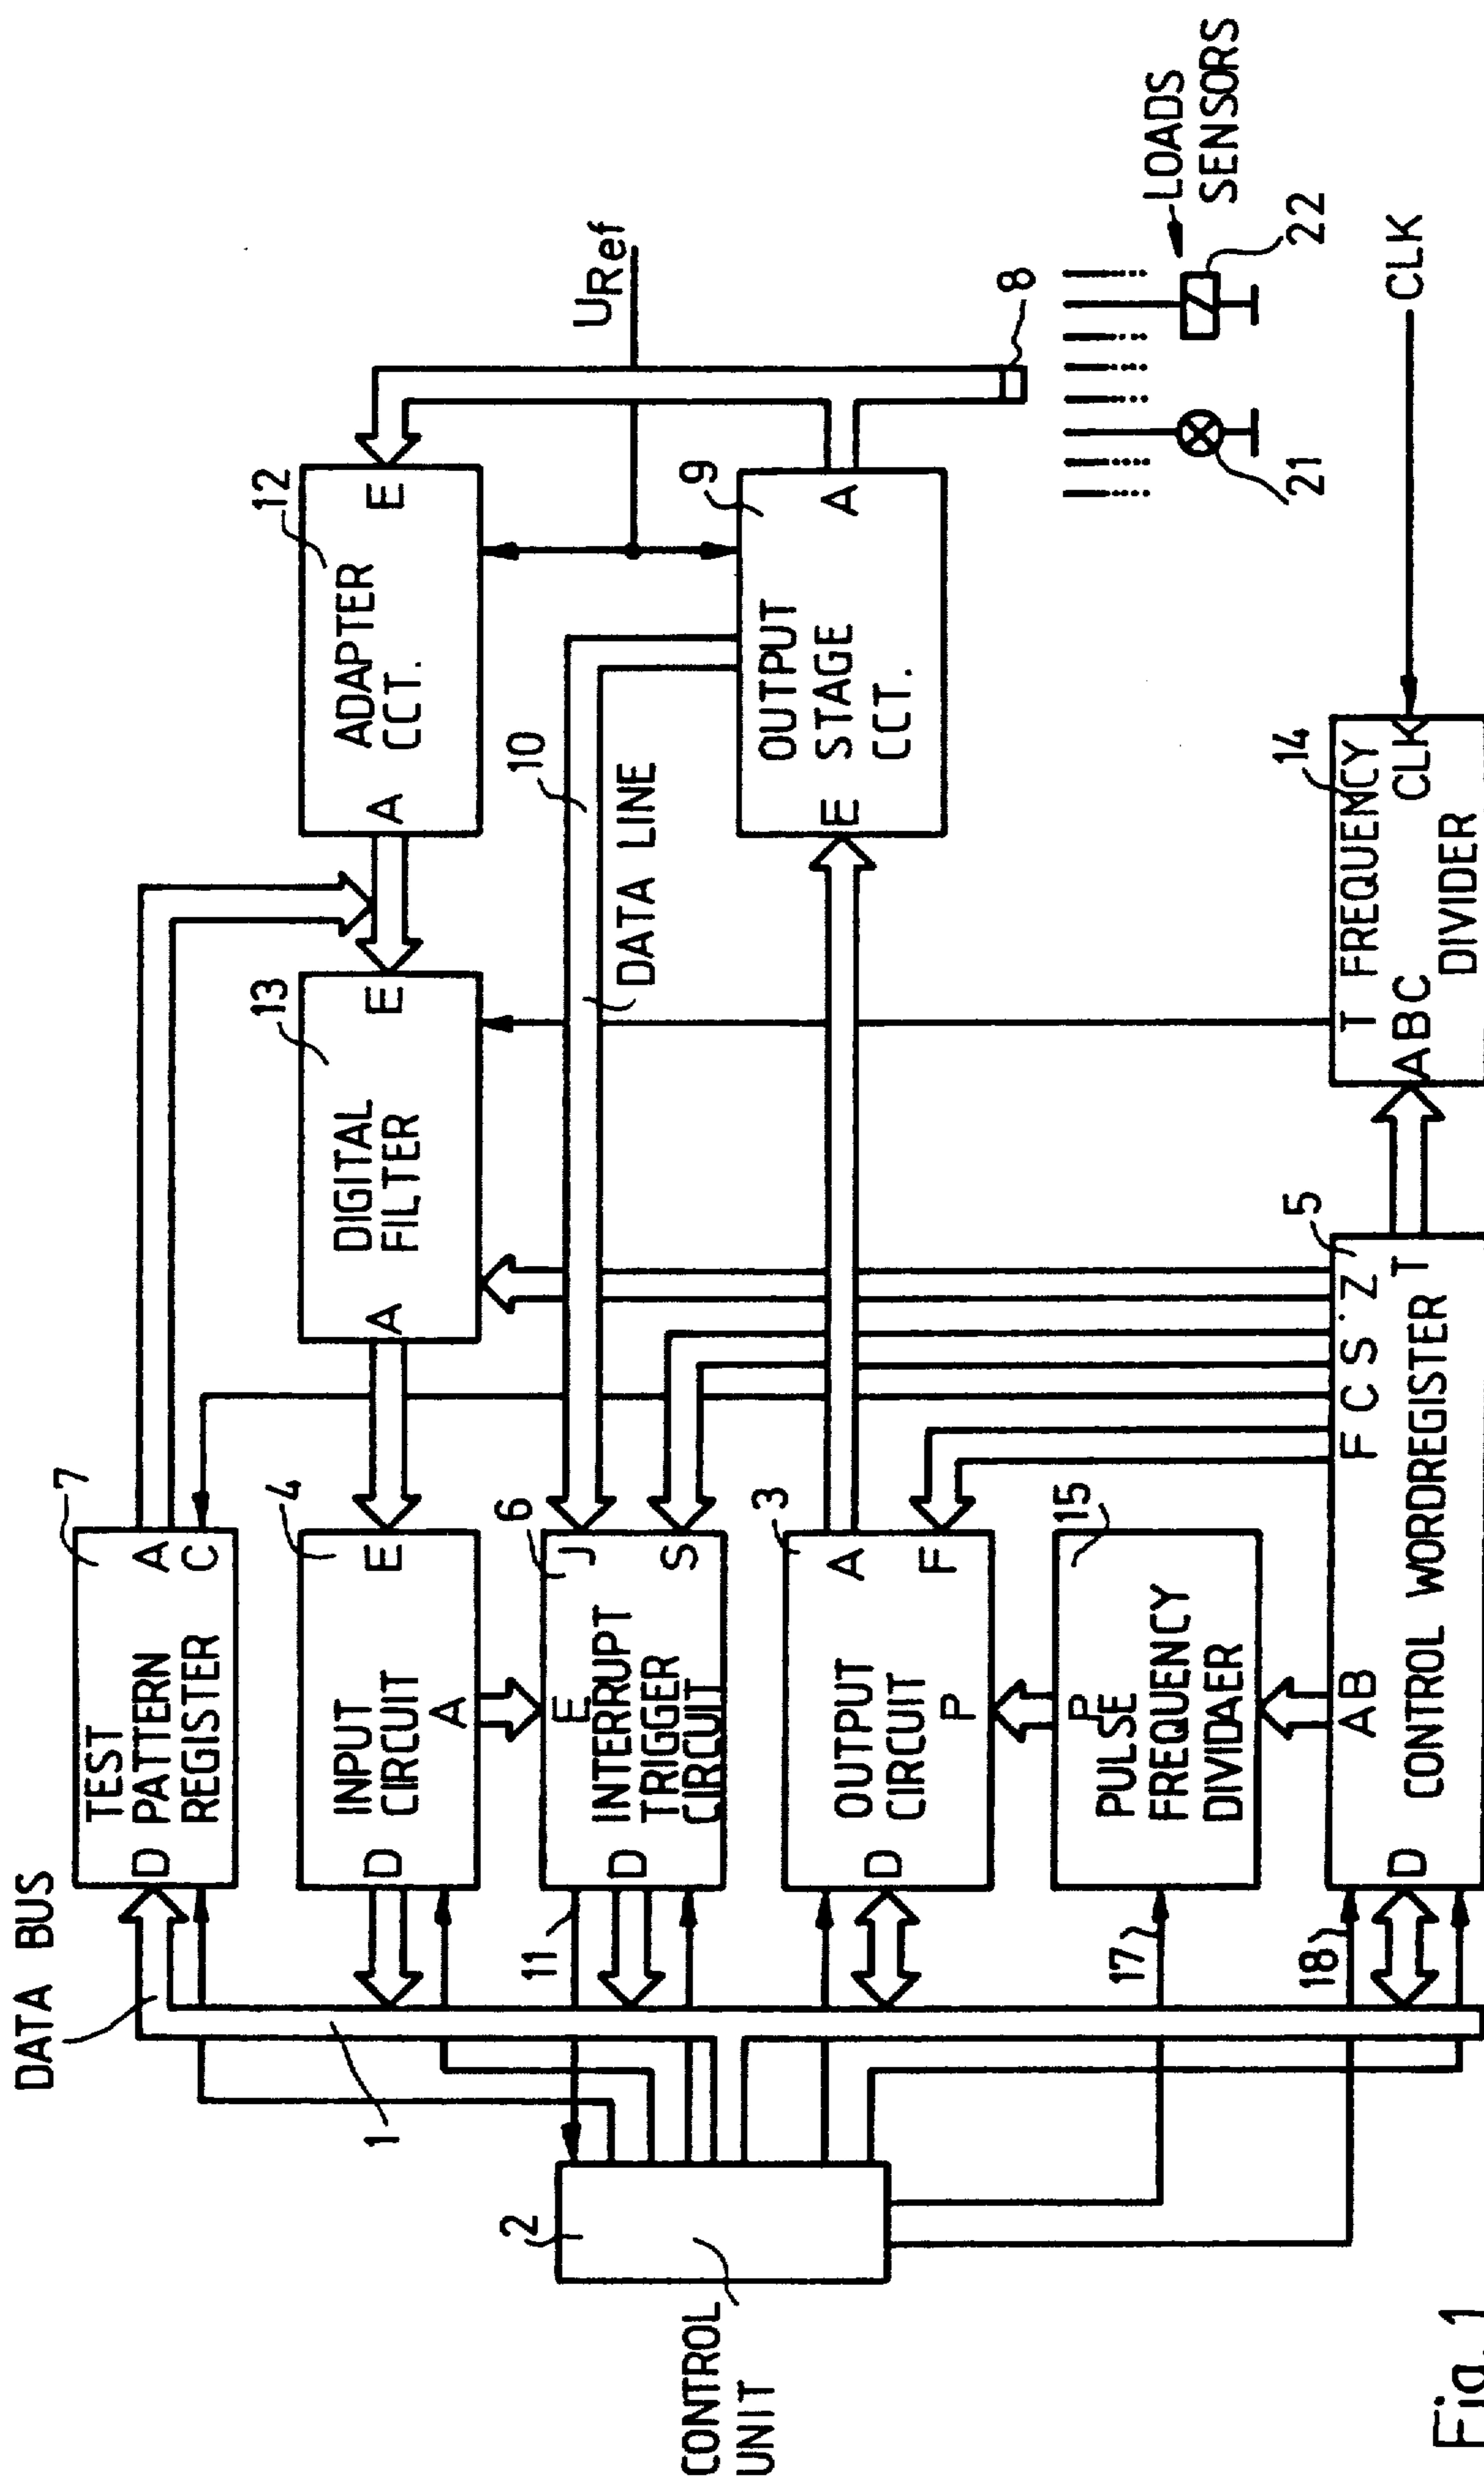 DATA BUS
1
CONTROL
UNIT
2
TEST
PATTERN
REGISTER
D
A
C
7
INPUT
CIRCUIT
D
E
A
4
11
INTERRUPT
TRIGGER
CIRCUIT
E
D
J
S
6
OUTPUT
CIRCUIT
D
A
F
P
3
17
PULSE
FREQUENCY
DIVIDAER
P
15
18
CONTROL WORDREGISTER
D
AB
F C S Z
T
5
DIGITAL
FILTER
A
E
13
ADAPTER
CCT.
A
E
12
10
DATA LINE
OUTPUT
STAGE
CCT.
E
A
9
URef
8
LOADS
SENSORS
21
22
T FREQUENCY
DIVIDER
ABC
CLK
14
CLK
Fig. 1